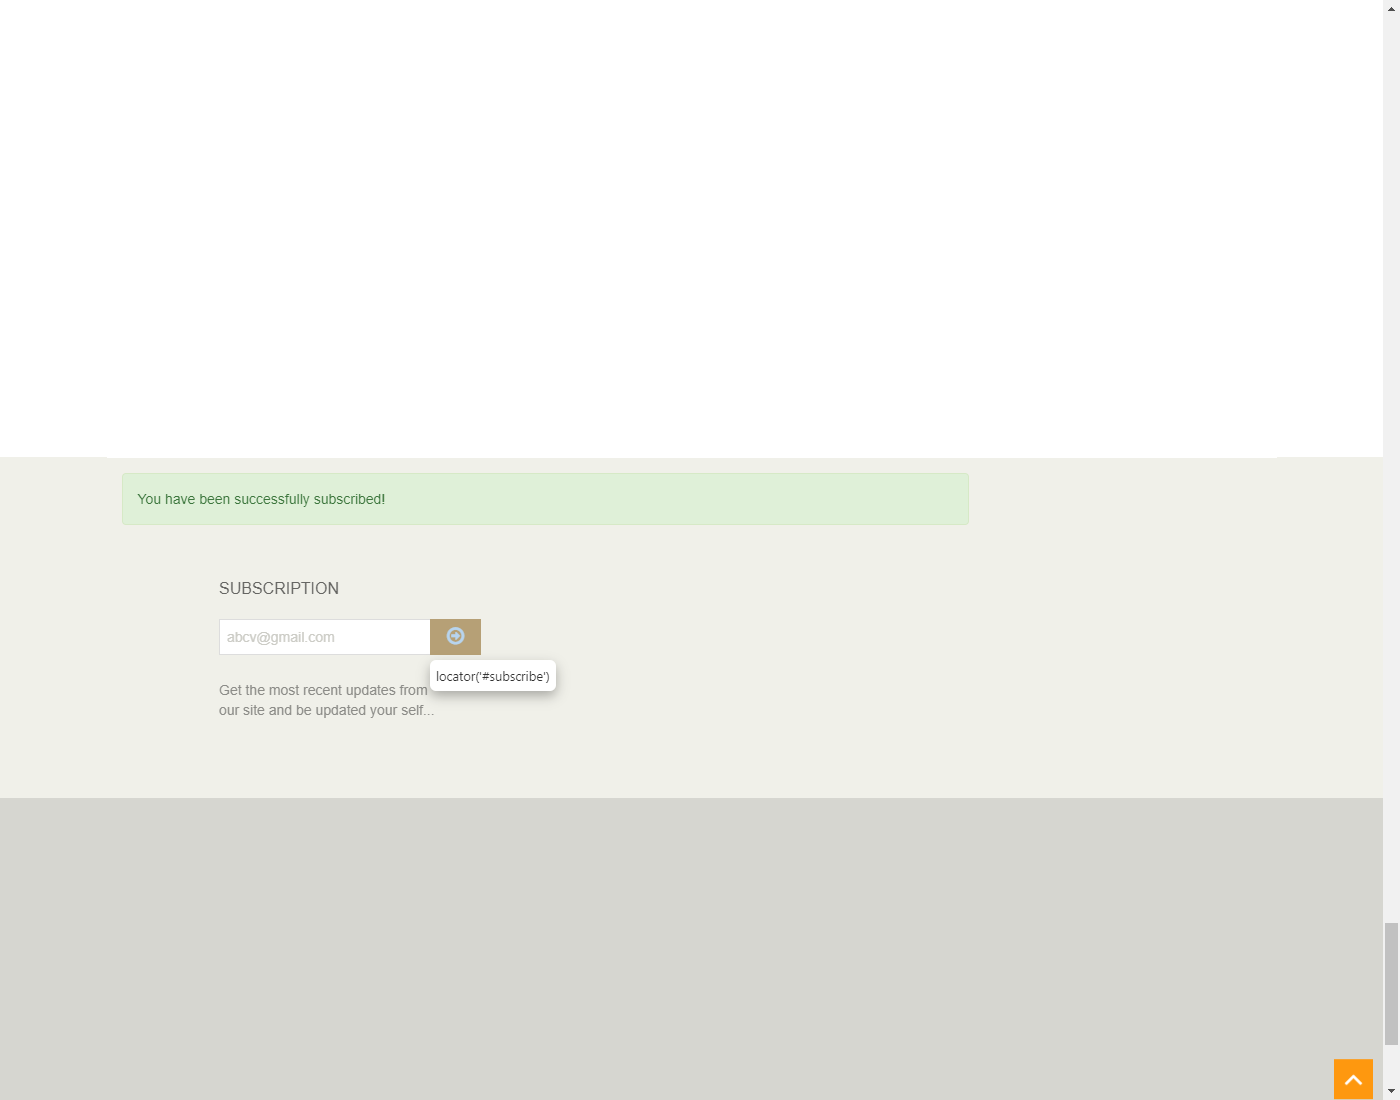 You have been successfully subscribed!
SUBSCRIPTION
abcv@gmail.com
locator('#subscribe')
Get the most recent updates from
our site and be updated your self...